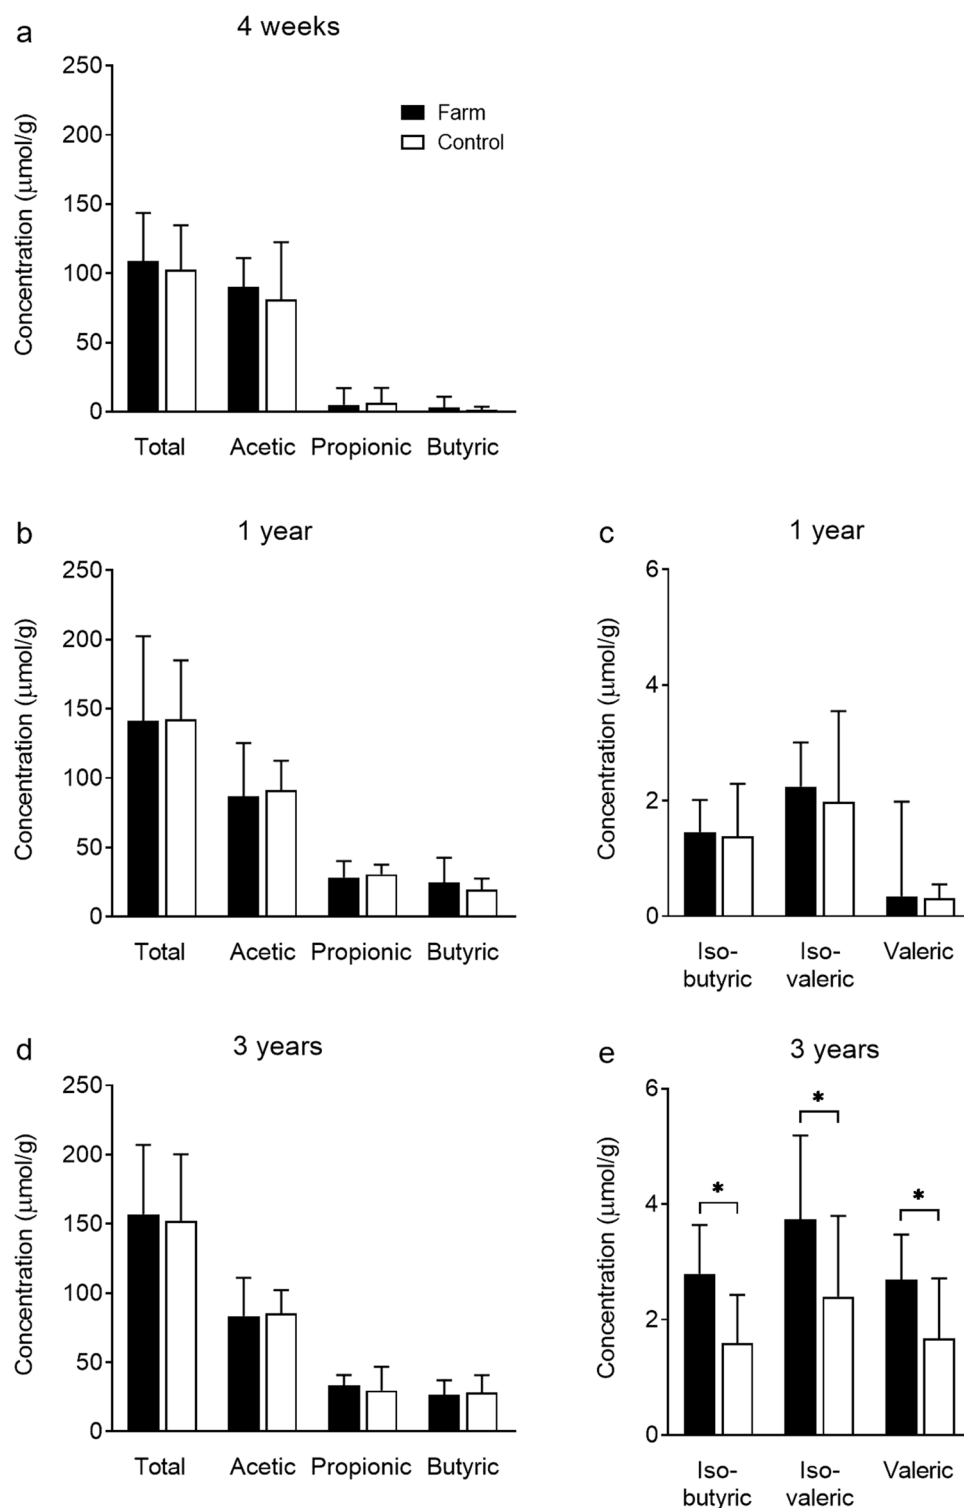 a
4 weeks
Concentration (μmol/g)
250
200
150
100
50
0
Farm
Control
Total Acetic Propionic Butyric
b
1 year
Concentration (μmol/g)
250
200
150
100
50
0
Total Acetic Propionic Butyric
c
1 year
Concentration (μmol/g)
6
4
2
0
Iso-
butyric
Iso-
valeric
Valeric
d
3 years
Concentration (μmol/g)
250
200
150
100
50
0
Total Acetic Propionic Butyric
e
3 years
Concentration (μmol/g)
6
4
2
0
*
*
*
Iso-
butyric
Iso-
valeric
Valeric